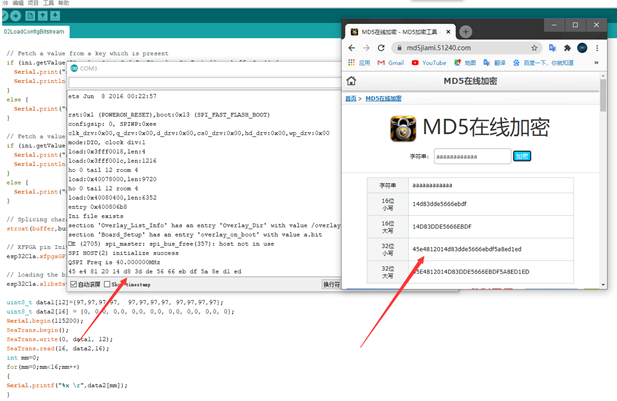 件 编辑 项目 工具 帮助
02LoadConfigBitstream
// Fetch a value from a key which is present
if (ini.getValue
Serial.print("
Serial.println
}
else {
Serial.print("
}
// Fetch a value
if (ini.getValue
Serial.print("
Serial.println
}
else {
Serial.print("
}
// Splicing char
strcat(buffer,bu
// XFPGA pin Ini
esp32Cla.xfpgaGP
// loading the bi
esp32Cla.xlibsSs
uint8_t data1[12]={97,97,97,97,  97,97,97,97, 97,97,97,97};
uint8_t data2[16] = {0, 0, 0, 0, 0, 0, 0, 0, 0, 0, 0, 0};
Serial.begin(115200);
SeaTrans.begin();
SeaTrans.write(0, data1, 12);
SeaTrans.read(16, data2,16);
int mm=0;
for(mm=0;mm<16;mm++)
{
Serial.printf("%x \r",data2[mm]);
}
COM3
ets Jun  8 2016 00:22:57
rst:0x1 (POWERON_RESET),boot:0x13 (SPI_FAST_FLASH_BOOT)
configsip: 0, SPIWP:0xee
clk_drv:0x00,q_drv:0x00,d_drv:0x00,cs0_drv:0x00,hd_drv:0x00,wp_drv:0x00
mode:DIO, clock div:1
load:0x3fff0018,len:4
load:0x3fff001c,len:1216
ho 0 tail 12 room 4
load:0x40078000,len:9720
ho 0 tail 12 room 4
load:0x40080400,len:6352
entry 0x400806b8
Ini file exists
section 'Overlay_List_Info' has an entry 'Overlay_Dir' with value /overlay
section 'Board_Setup' has an entry 'overlay_on_boot' with value a.bit
(2705) spi_master: spi_bus_free(357): host not in use
SPI HOST(2) initialize success
QSPI Freq is 40.000000MHz
45 e4 81 20 14 d8 3d de 56 66 eb df 5a 8e d1 ed
自动滚屏 Show timestamp
换行符
MD5在线加密 - MD5加密工具
md5jiami.51240.com
应用 Gmail YouTube 地图 翻译 百度一下，你就知道 »
MD5在线加密
首页 > MD5在线加密
MD5在线加密
字符串： aaaaaaaaaaaa 加密
字符串 aaaaaaaaaaaa
16位
小写 14d83dde5666ebdf
16位
大写 14D83DDE5666EBDF
32位
小写 45e4812014d83dde5666ebdf5a8ed1ed
32位
大写 45E4812014D83DDE5666EBDF5A8ED1ED